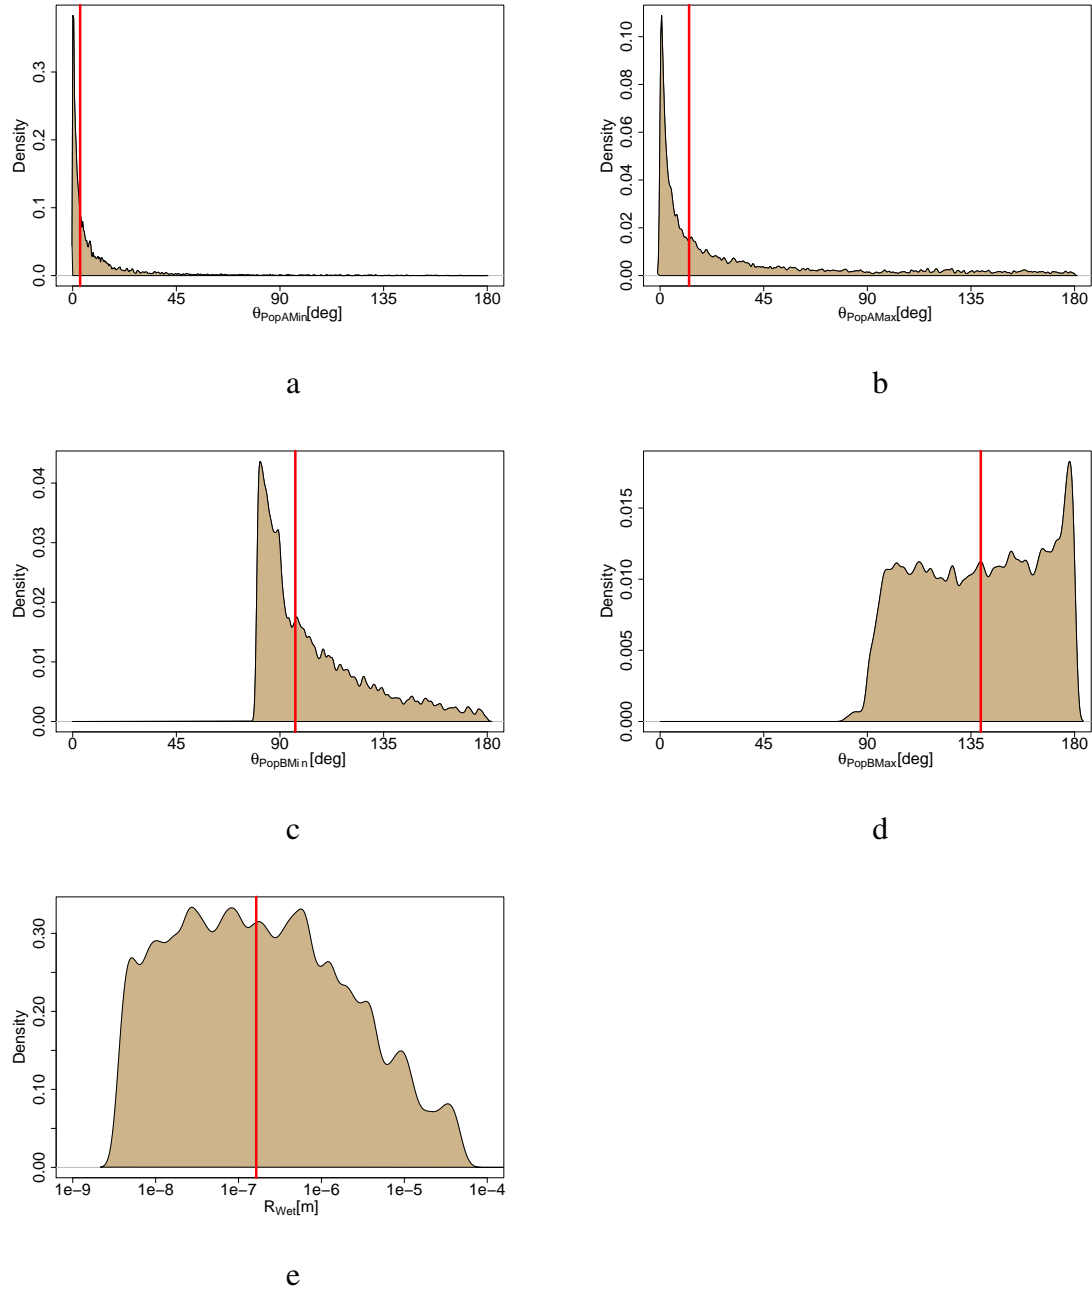 Density
0.0 0.1 0.2 0.3
0 45 90 135 180
θPopAMin[deg]
a
Density
0.00 0.02 0.04 0.06 0.08 0.10
0 45 90 135 180
θPopAMax[deg]
b
Density
0.00 0.01 0.02 0.03 0.04
0 45 90 135 180
θPopBMin[deg]
c
Density
0.000 0.005 0.010 0.015
0 45 90 135 180
θPopBMax[deg]
d
Density
0.00 0.10 0.20 0.30
1e−9 1e−8 1e−7 1e−6 1e−5 1e−4
RWet[m]
e